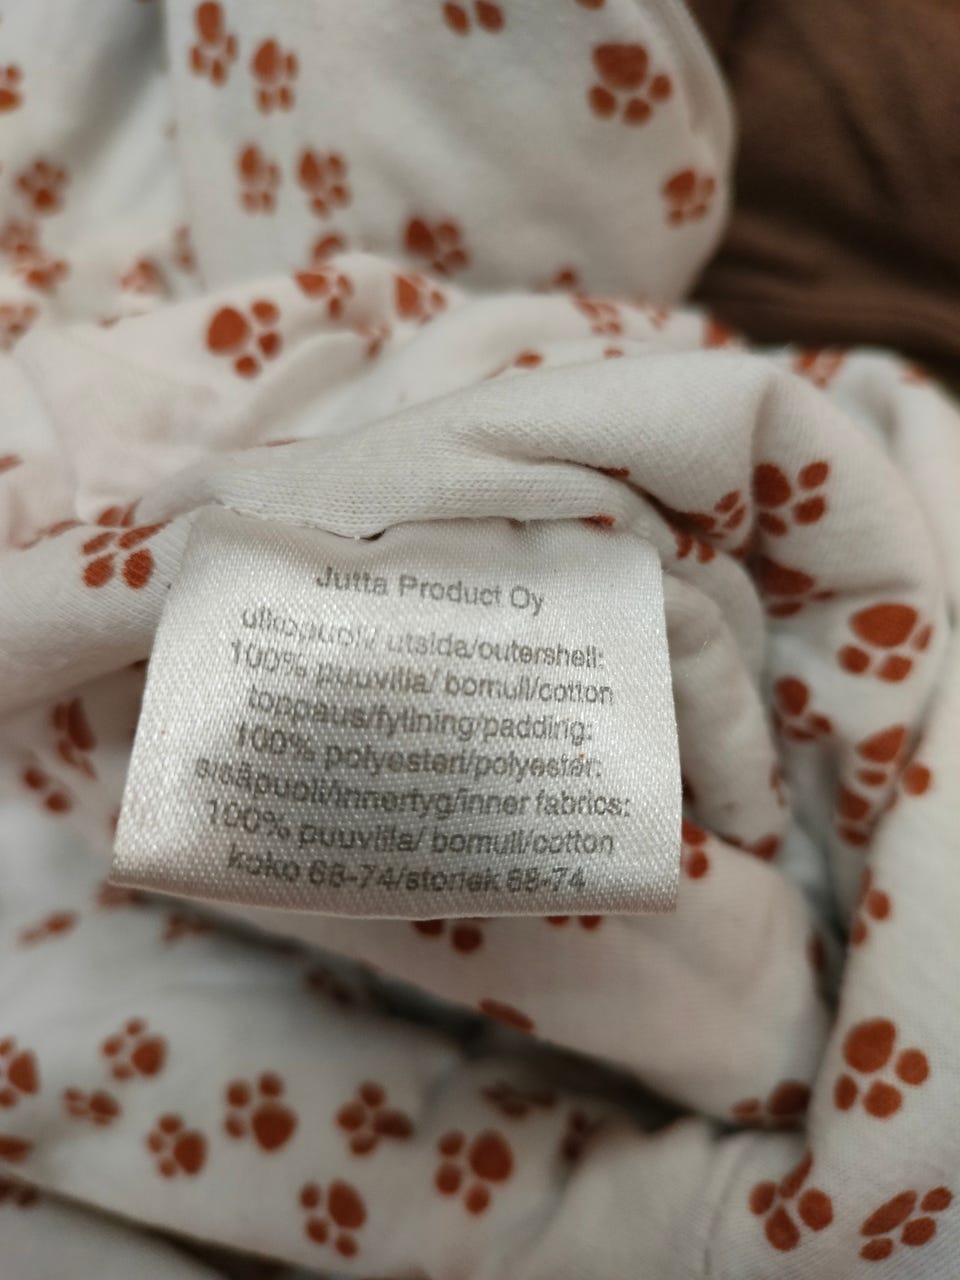 Jutta Product Oy
ulkopuoli/ utsida/outershell:
100% puuvilla/ bomull/cotton
toppaus/fyllning/padding:
100% polyesteri/polyester:
sisäpuoli/innertyg/inner fabrics:
100% puuvilla/ bomull/cotton
koko 68-74/storlek 68-74